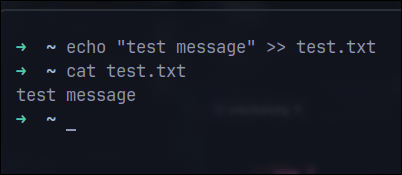 ➜ ~ echo "test message" >> test.txt
➜ ~ cat test.txt
test message
➜ ~ _